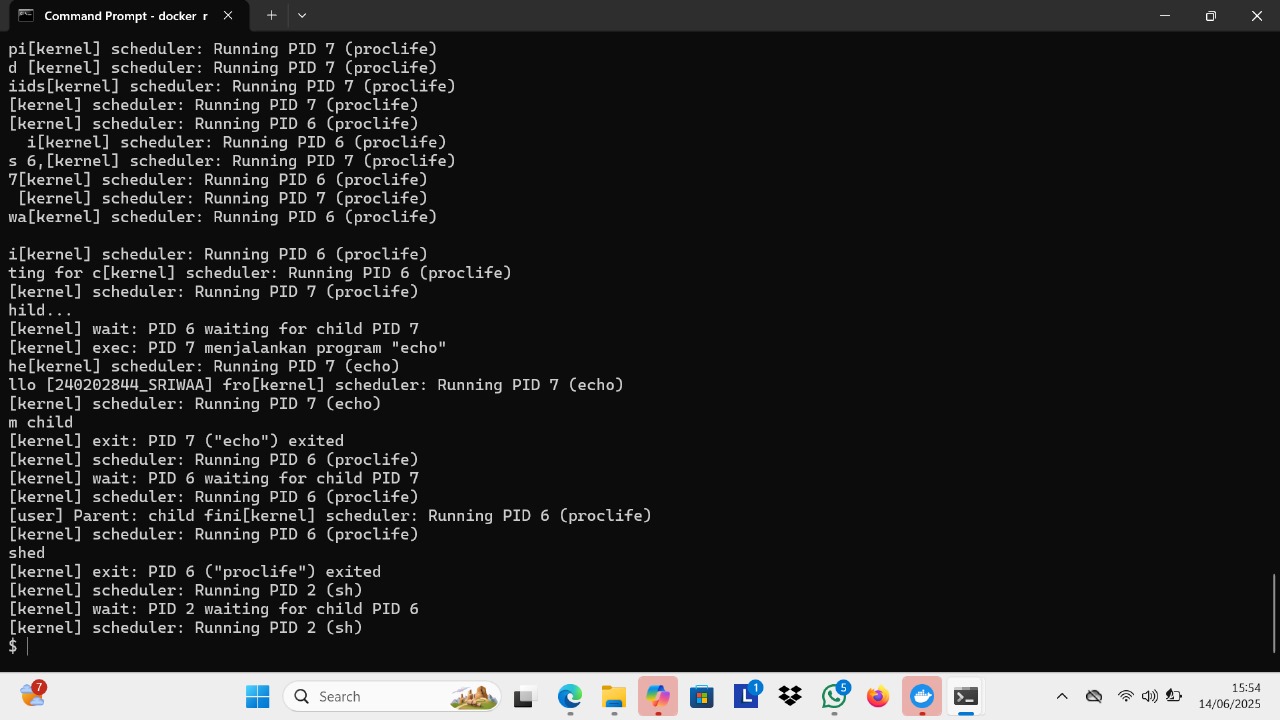 Command Prompt - docker  r
pi[kernel] scheduler: Running PID 7 (proclife)
d [kernel] scheduler: Running PID 7 (proclife)
iids[kernel] scheduler: Running PID 7 (proclife)
[kernel] scheduler: Running PID 7 (proclife)
[kernel] scheduler: Running PID 6 (proclife)
  i[kernel] scheduler: Running PID 6 (proclife)
s 6,[kernel] scheduler: Running PID 7 (proclife)
7[kernel] scheduler: Running PID 6 (proclife)
 [kernel] scheduler: Running PID 7 (proclife)
wa[kernel] scheduler: Running PID 6 (proclife)
i[kernel] scheduler: Running PID 6 (proclife)
ting for c[kernel] scheduler: Running PID 6 (proclife)
[kernel] scheduler: Running PID 7 (proclife)
hild...
[kernel] wait: PID 6 waiting for child PID 7
[kernel] exec: PID 7 menjalankan program "echo"
he[kernel] scheduler: Running PID 7 (echo)
llo [240202844_SRIWAA] fro[kernel] scheduler: Running PID 7 (echo)
[kernel] scheduler: Running PID 7 (echo)
m child
[kernel] exit: PID 7 ("echo") exited
[kernel] scheduler: Running PID 6 (proclife)
[kernel] wait: PID 6 waiting for child PID 7
[kernel] scheduler: Running PID 6 (proclife)
[user] Parent: child fini[kernel] scheduler: Running PID 6 (proclife)
[kernel] scheduler: Running PID 6 (proclife)
shed
[kernel] exit: PID 6 ("proclife") exited
[kernel] scheduler: Running PID 2 (sh)
[kernel] wait: PID 2 waiting for child PID 6
[kernel] scheduler: Running PID 2 (sh)
$
7
Search
L
1
5
15:54
14/06/2025